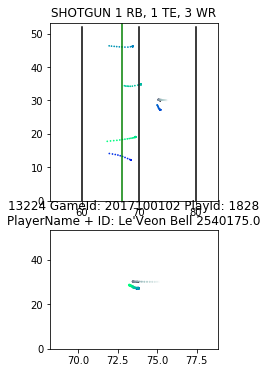 SHOTGUN 1 RB, 1 TE, 3 WR
50
40
30
20
10
0
60 70 80
13224 GameId: 2017100102 PlayId: 1828
PlayerName + ID: Le'Veon Bell 2540175.0
40
20
0
70.0 72.5 75.0 77.5